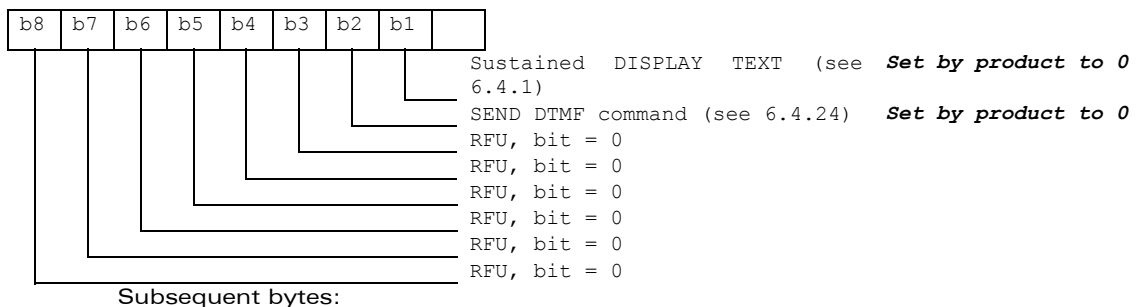 b8 b7 b6 b5 b4 b3 b2 b1
Sustained DISPLAY TEXT (see Set by product to 0
6.4.1)
SEND DTMF command (see 6.4.24) Set by product to 0
RFU, bit = 0
RFU, bit = 0
RFU, bit = 0
RFU, bit = 0
RFU, bit = 0
RFU, bit = 0
Subsequent bytes: